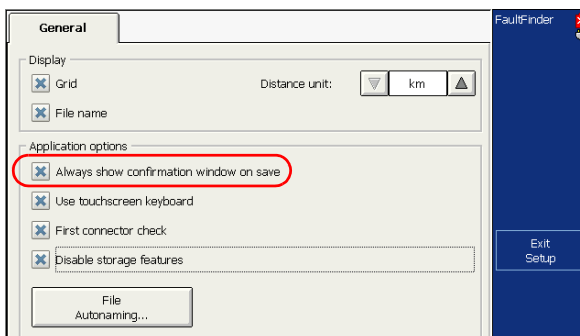 General
FaultFinder
Display
Grid
Distance unit:
km
File name
Application options
Always show confirmation window on save
Use touchscreen keyboard
First connector check
Disable storage features
Exit
Setup
File
Autonaming...